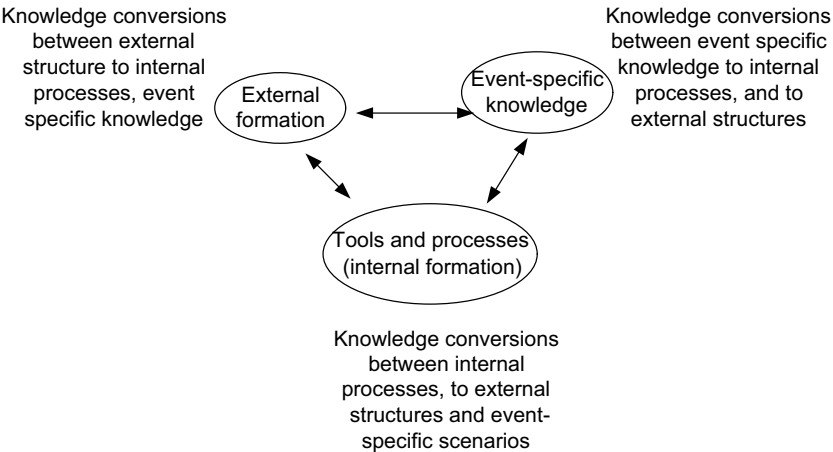 Knowledge conversions
between external
structure to internal
processes, event
specific knowledge
External
formation
Event-specific
knowledge
Knowledge conversions
between event specific
knowledge to internal
processes, and to
external structures
Tools and processes
(internal formation)
Knowledge conversions
between internal
processes, to external
structures and event-
specific scenarios